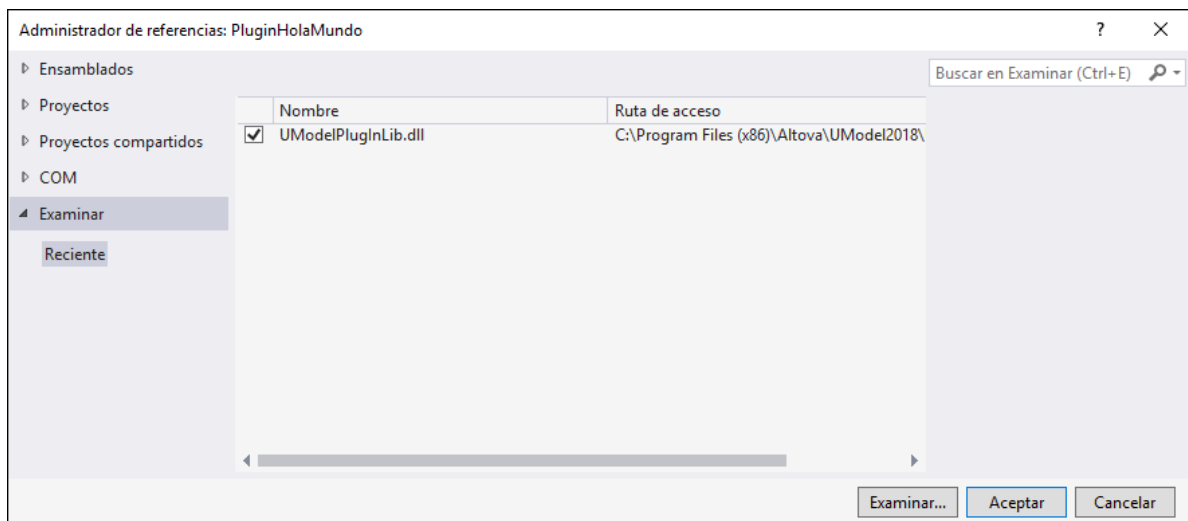 Administrador de referencias: PluginHolaMundo ?
Ensamblados
Buscar en Examinar (Ctrl+E)
Proyectos
Nombre Ruta de acceso
UModelPlugInLib.dll C:\Program Files (x86)\Altova\UModel2018\
Proyectos compartidos
COM
Examinar
Reciente
Examinar... Aceptar Cancelar